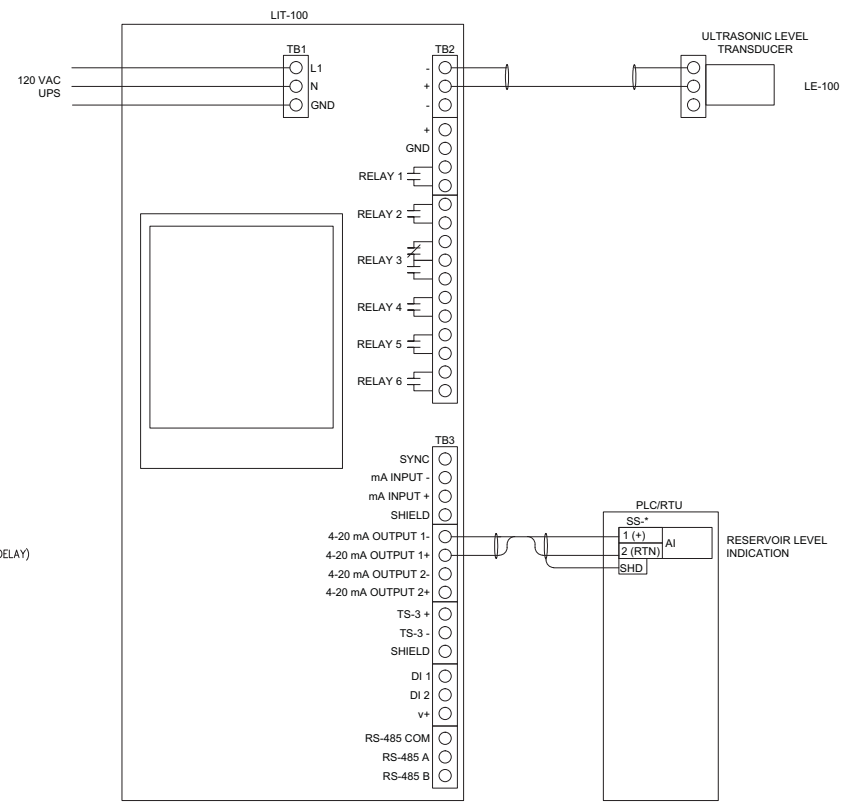 LIT-100
TB1
L1
N
GND
120 VAC
UPS
TB2
-
+
-
+
GND
RELAY 1
RELAY 2
RELAY 3
RELAY 4
RELAY 5
RELAY 6
ULTRASONIC LEVEL
TRANSDUCER
LE-100
TB3
SYNC
mA INPUT -
mA INPUT +
SHIELD
4-20 mA OUTPUT 1-
4-20 mA OUTPUT 1+
4-20 mA OUTPUT 2-
4-20 mA OUTPUT 2+
TS-3 +
TS-3 -
SHIELD
DI 1
DI 2
v+
RS-485 COM
RS-485 A
RS-485 B
PLC/RTU
SS-*
1 (+)
2 (RTN)
AI
SHD
RESERVOIR LEVEL
INDICATION
DELAY)